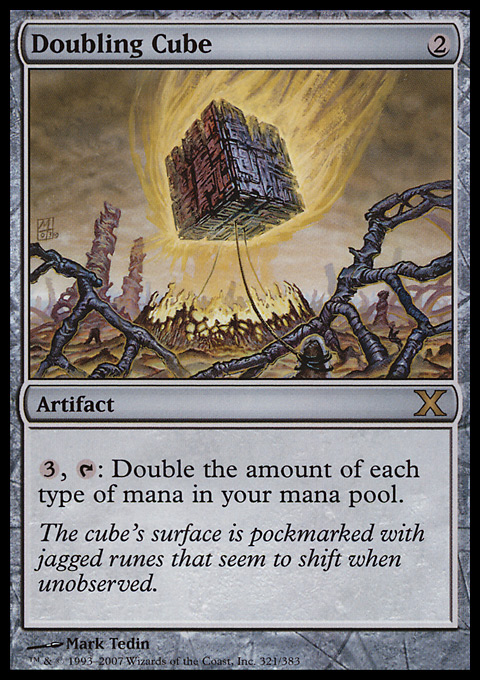 Doubling Cube 2
Artifact X
3, T: Double the amount of each
type of mana in your mana pool.
The cube's surface is pockmarked with
jagged runes that seem to shift when
unobserved.
Mark Tedin
™ & © 1993–2007 Wizards of the Coast, Inc. 321/383